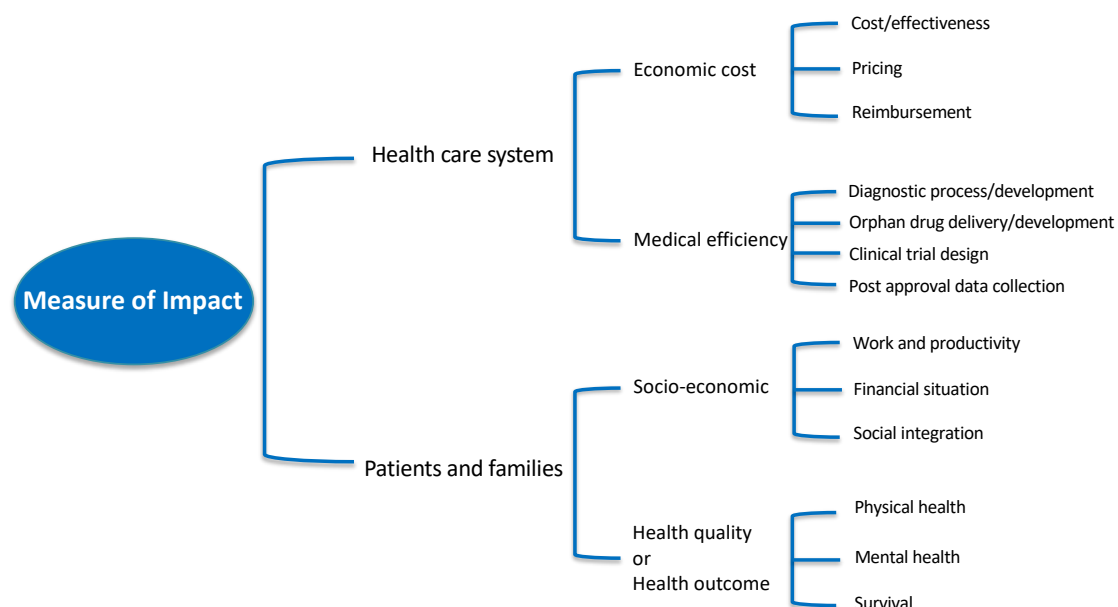 Measure of Impact
Health care system
Economic cost
Cost/effectiveness
Pricing
Reimbursement
Medical efficiency
Diagnostic process/development
Orphan drug delivery/development
Clinical trial design
Post approval data collection
Patients and families
Socio-economic
Work and productivity
Financial situation
Social integration
Health quality
or
Health outcome
Physical health
Mental health
Survival